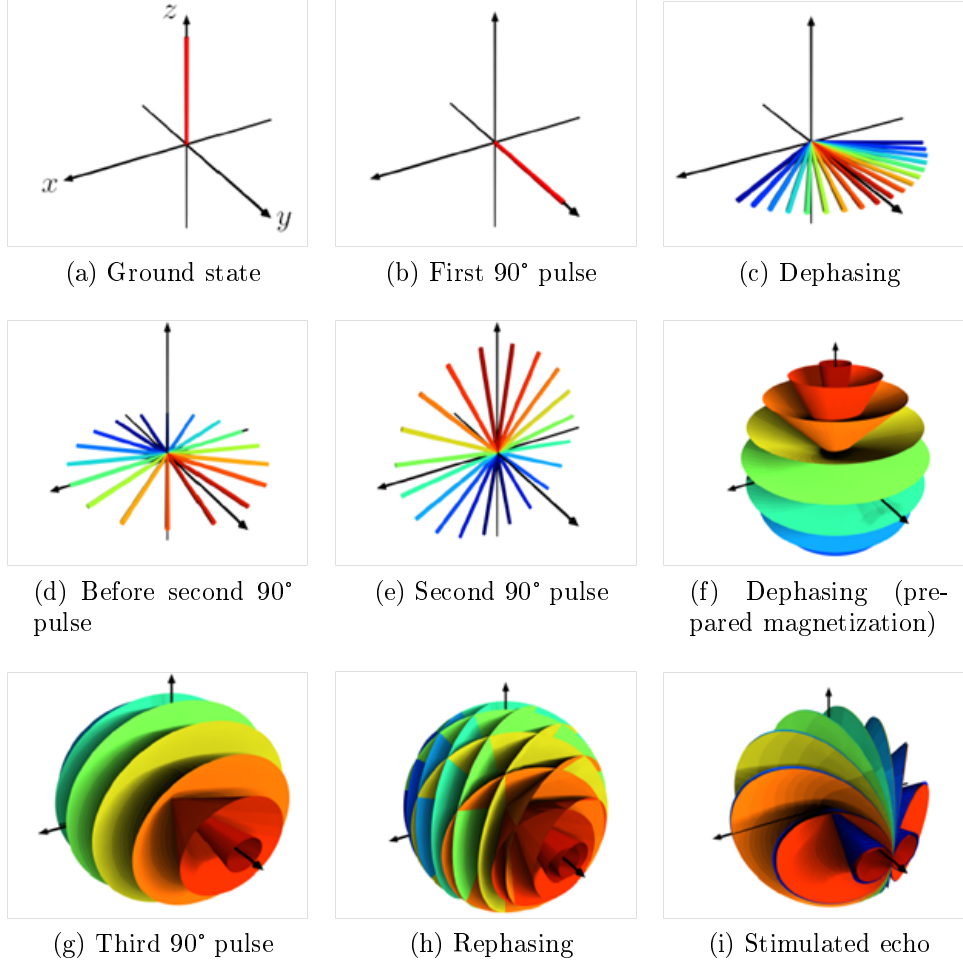 z
x
y
(a) Ground state
(b) First 90° pulse
(c) Dephasing
(d) Before second 90°
pulse
(e) Second 90° pulse
(f) Dephasing (pre-
pared magnetization)
(g) Third 90° pulse
(h) Rephasing
(i) Stimulated echo